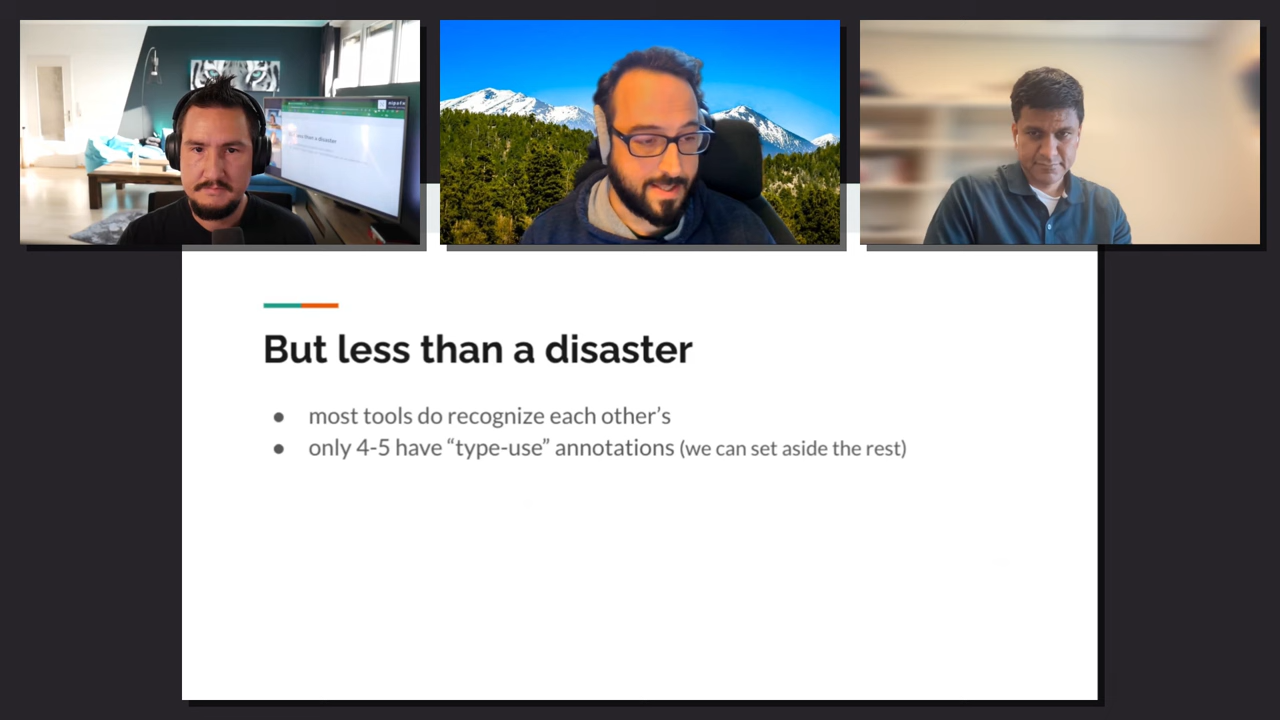 But less than a disaster
● most tools do recognize each other’s
● only 4-5 have “type-use” annotations (we can set aside the rest)